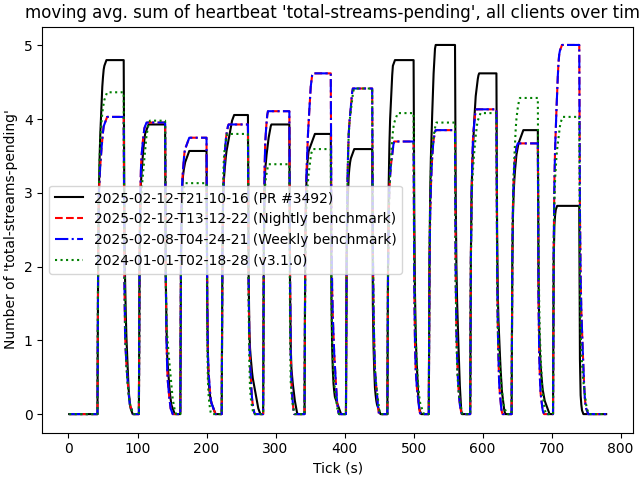 moving avg. sum of heartbeat 'total-streams-pending', all clients over tim
Number of 'total-streams-pending'
5
4
3
2
1
0
2025-02-12-T21-10-16 (PR #3492)
2025-02-12-T13-12-22 (Nightly benchmark)
2025-02-08-T04-24-21 (Weekly benchmark)
2024-01-01-T02-18-28 (v3.1.0)
0 100 200 300 400 500 600 700 800
Tick (s)